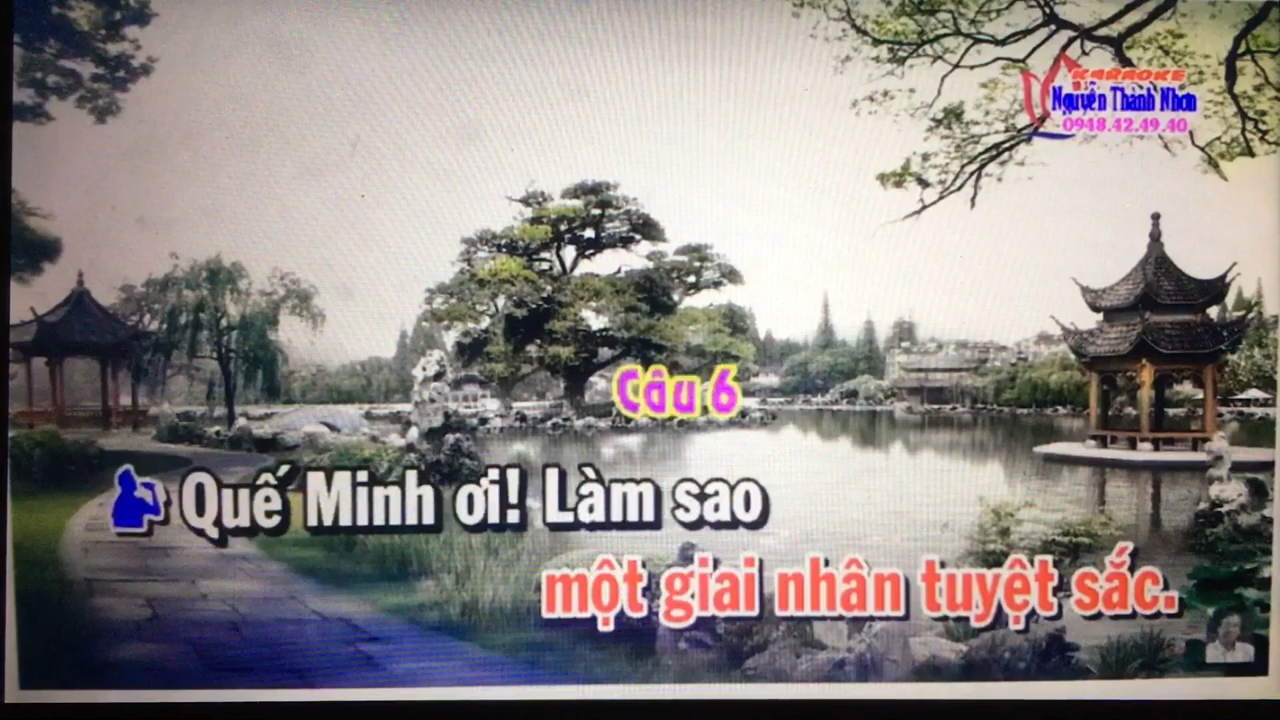 KARAOKE
Nguyễn Thành Nhơn
0948.42.49.40
Câu 6
Quế Minh ơi! Làm sao
một giai nhân tuyệt sắc.